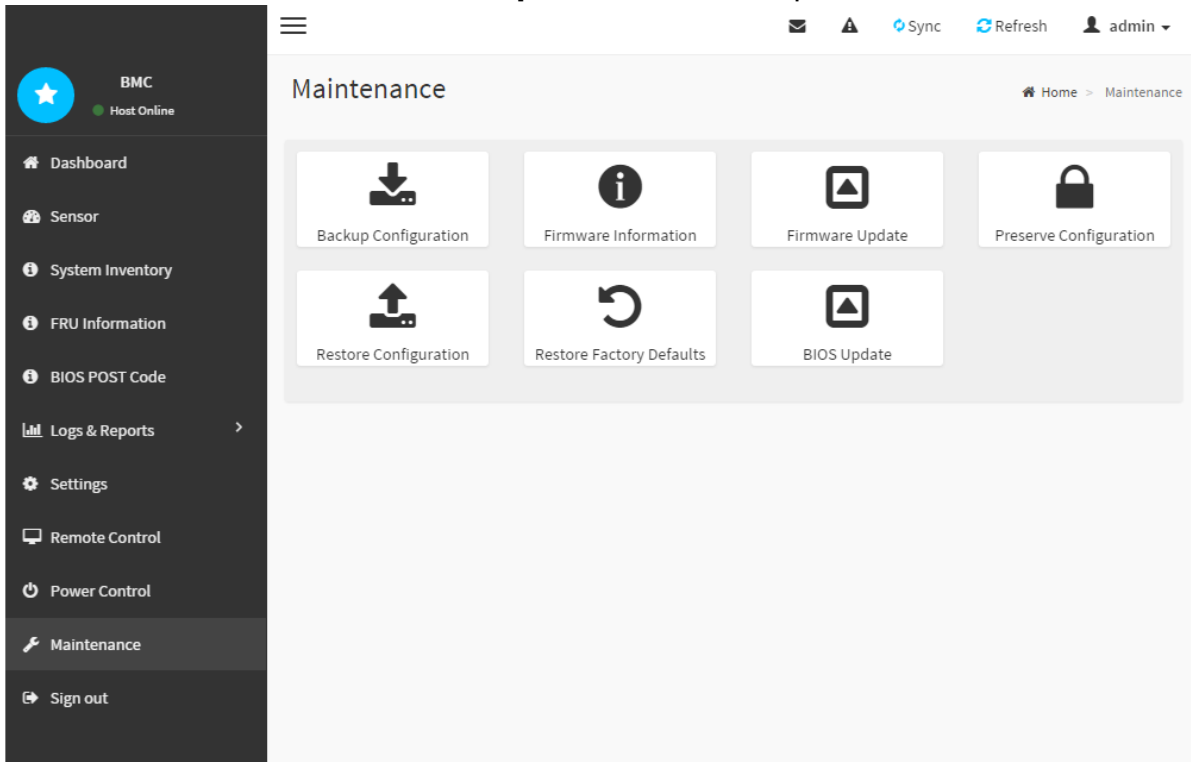 Sync Refresh admin
BMC
Host Online
Maintenance
Home > Maintenance
Dashboard
Sensor
System Inventory
FRU Information
BIOS POST Code
Logs & Reports >
Settings
Remote Control
Power Control
Maintenance
Sign out
Backup Configuration
Firmware Information
Firmware Update
Preserve Configuration
Restore Configuration
Restore Factory Defaults
BIOS Update